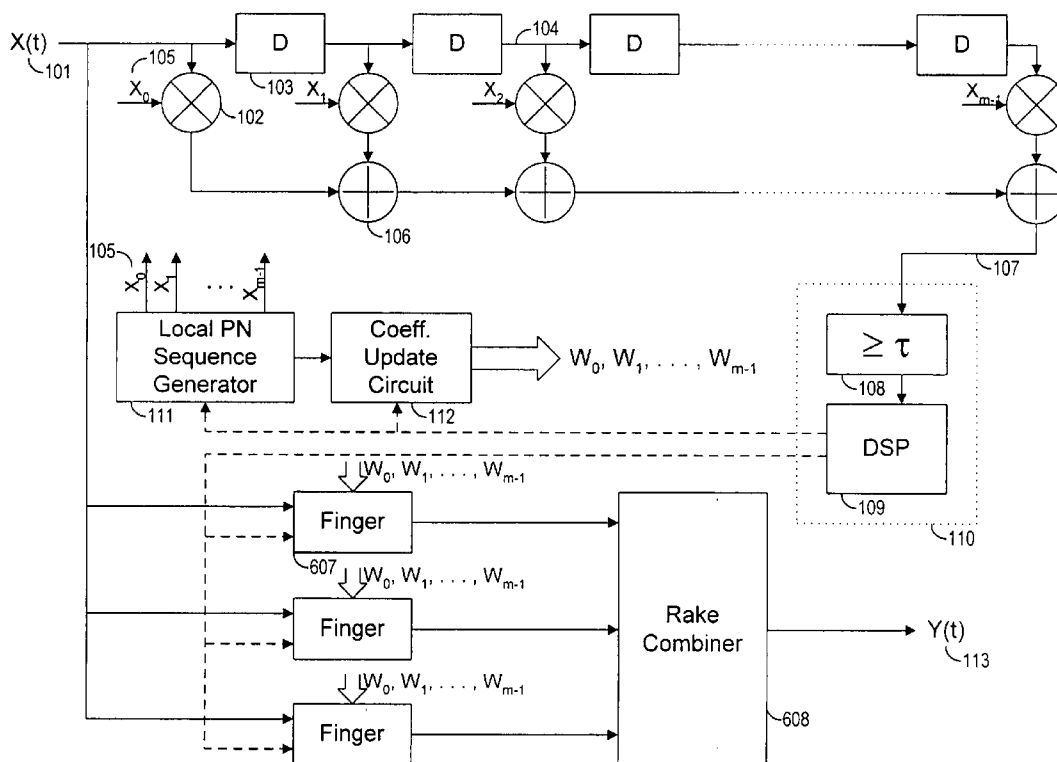 X(t)
101
105
D
103
104
D
D
D
X0
102
X1
X2
Xm-1
106
107
105
X0
X1
. . .
Xm-1
Local PN
Sequence
Generator
111
Coeff.
Update
Circuit
112
W0, W1, . . . , Wm-1
≥ τ
108
DSP
109
110
W0, W1, . . . , Wm-1
Finger
607
W0, W1, . . . , Wm-1
Finger
W0, W1, . . . , Wm-1
Finger
Rake
Combiner
608
Y(t)
113